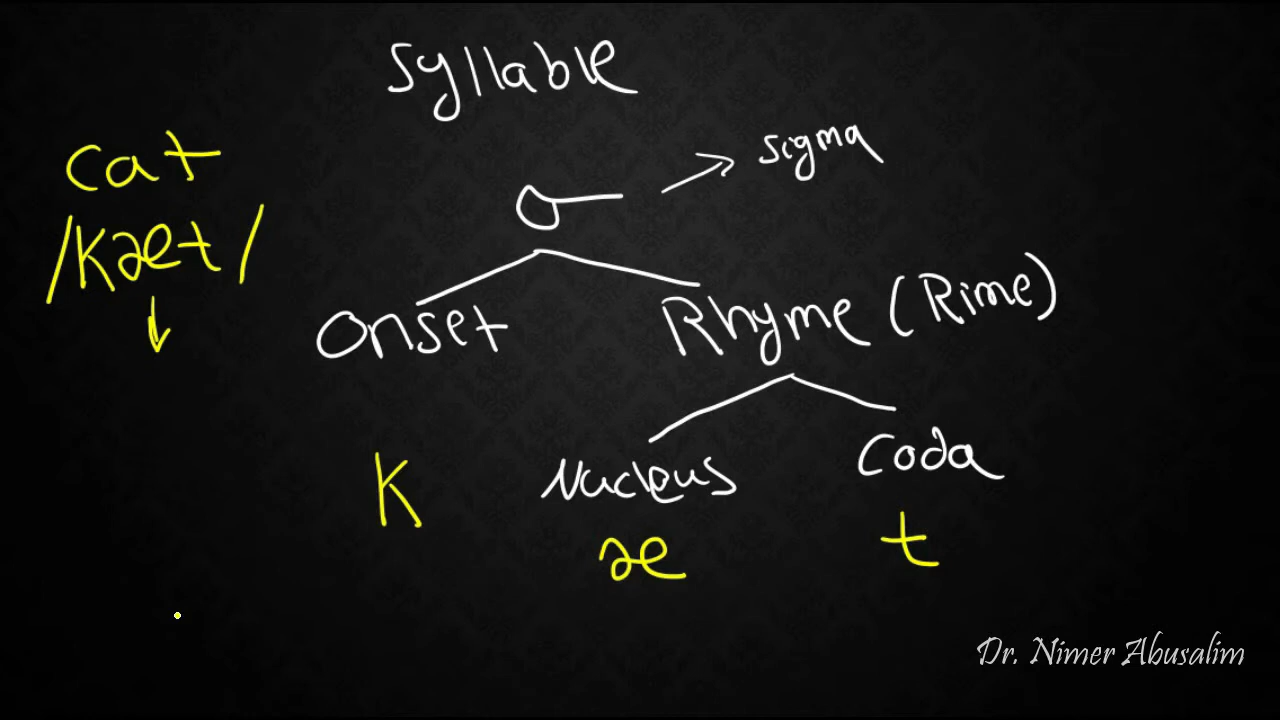 Syllable
cat
sigma
/kæt/
σ
Onset
Rhyme (Rime)
K
Nucleus
Coda
æ
t
Dr. Nimer Abusalim